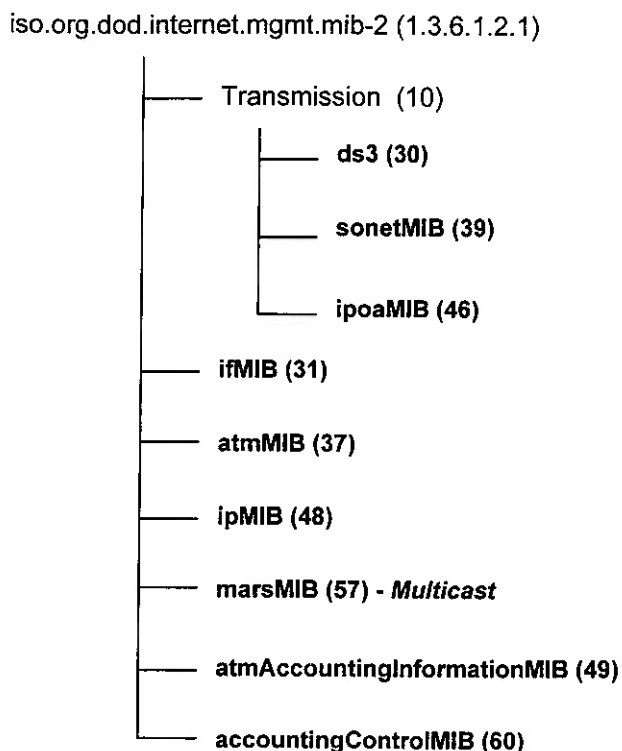 iso.org.dod.internet.mgmt.mib-2 (1.3.6.1.2.1)
Transmission (10)
ds3 (30)
sonetMIB (39)
ipoaMIB (46)
ifMIB (31)
atmMIB (37)
ipMIB (48)
marsMIB (57) - Multicast
atmAccountingInformationMIB (49)
accountingControlMIB (60)